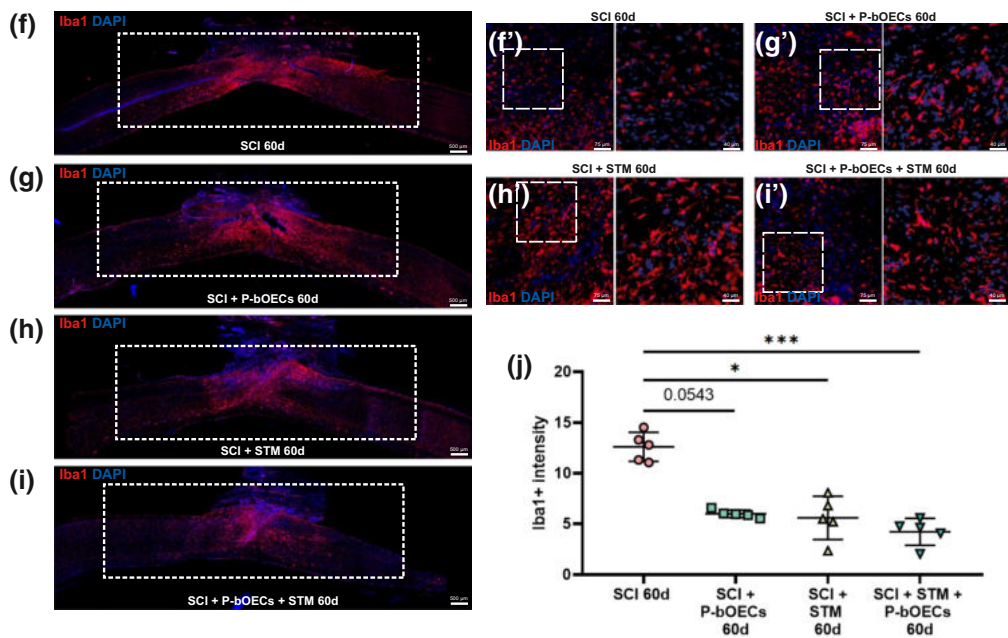 (f)
Iba1 DAPI
SCI 60d
500 µm
(g)
Iba1 DAPI
SCI + P-bOECs 60d
500 µm
(h)
Iba1 DAPI
SCI + STM 60d
500 µm
(i)
Iba1 DAPI
SCI + P-bOECs + STM 60d
500 µm
SCI 60d
(f')
Iba1 DAPI
75 µm
40 µm
SCI + P-bOECs 60d
(g')
Iba1 DAPI
75 µm
40 µm
SCI + STM 60d
(h')
Iba1 DAPI
75 µm
40 µm
SCI + P-bOECs + STM 60d
(i')
Iba1 DAPI
75 µm
40 µm
(j)
***
*
0.0543
Iba1+ intensity
20
15
10
5
0
SCI 60d
SCI +
P-bOECs
60d
SCI +
STM
60d
SCI + STM +
P-bOECs
60d